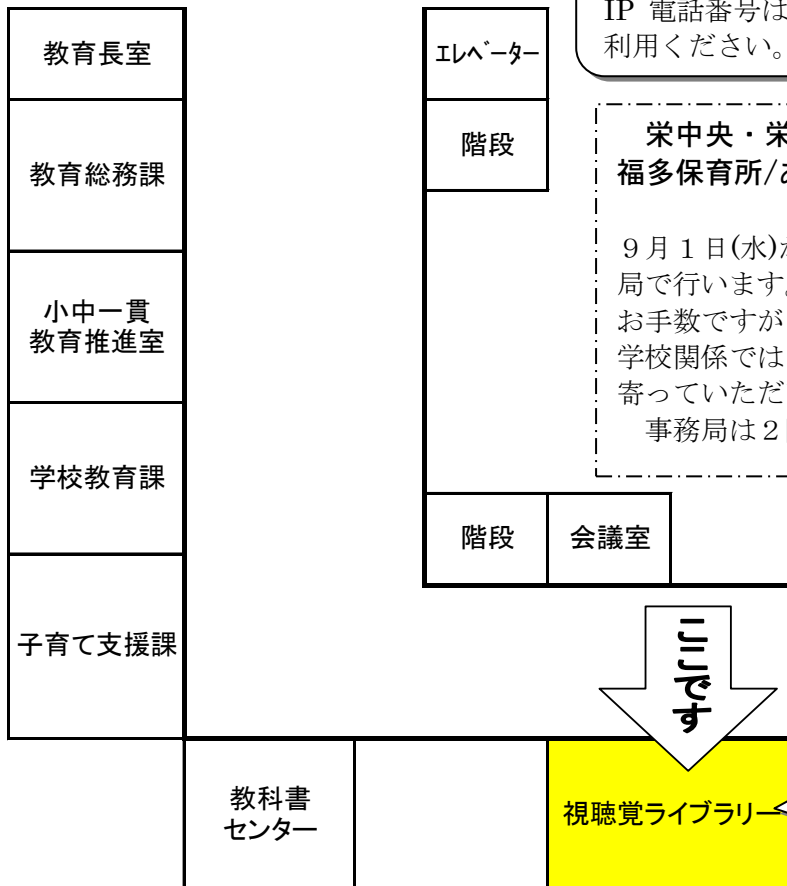 IP 電話番号は
利用ください。
教育長室
エレベーター
階段
教育総務課
栄中央・栄
福多保育所/あ
９月１日(水)か
局で行います。
お手数ですが
学校関係では
寄っていただ
事務局は２
小中一貫
教育推進室
学校教育課
階段
会議室
子育て支援課
ここです
教科書
センター
視聴覚ライブラリー